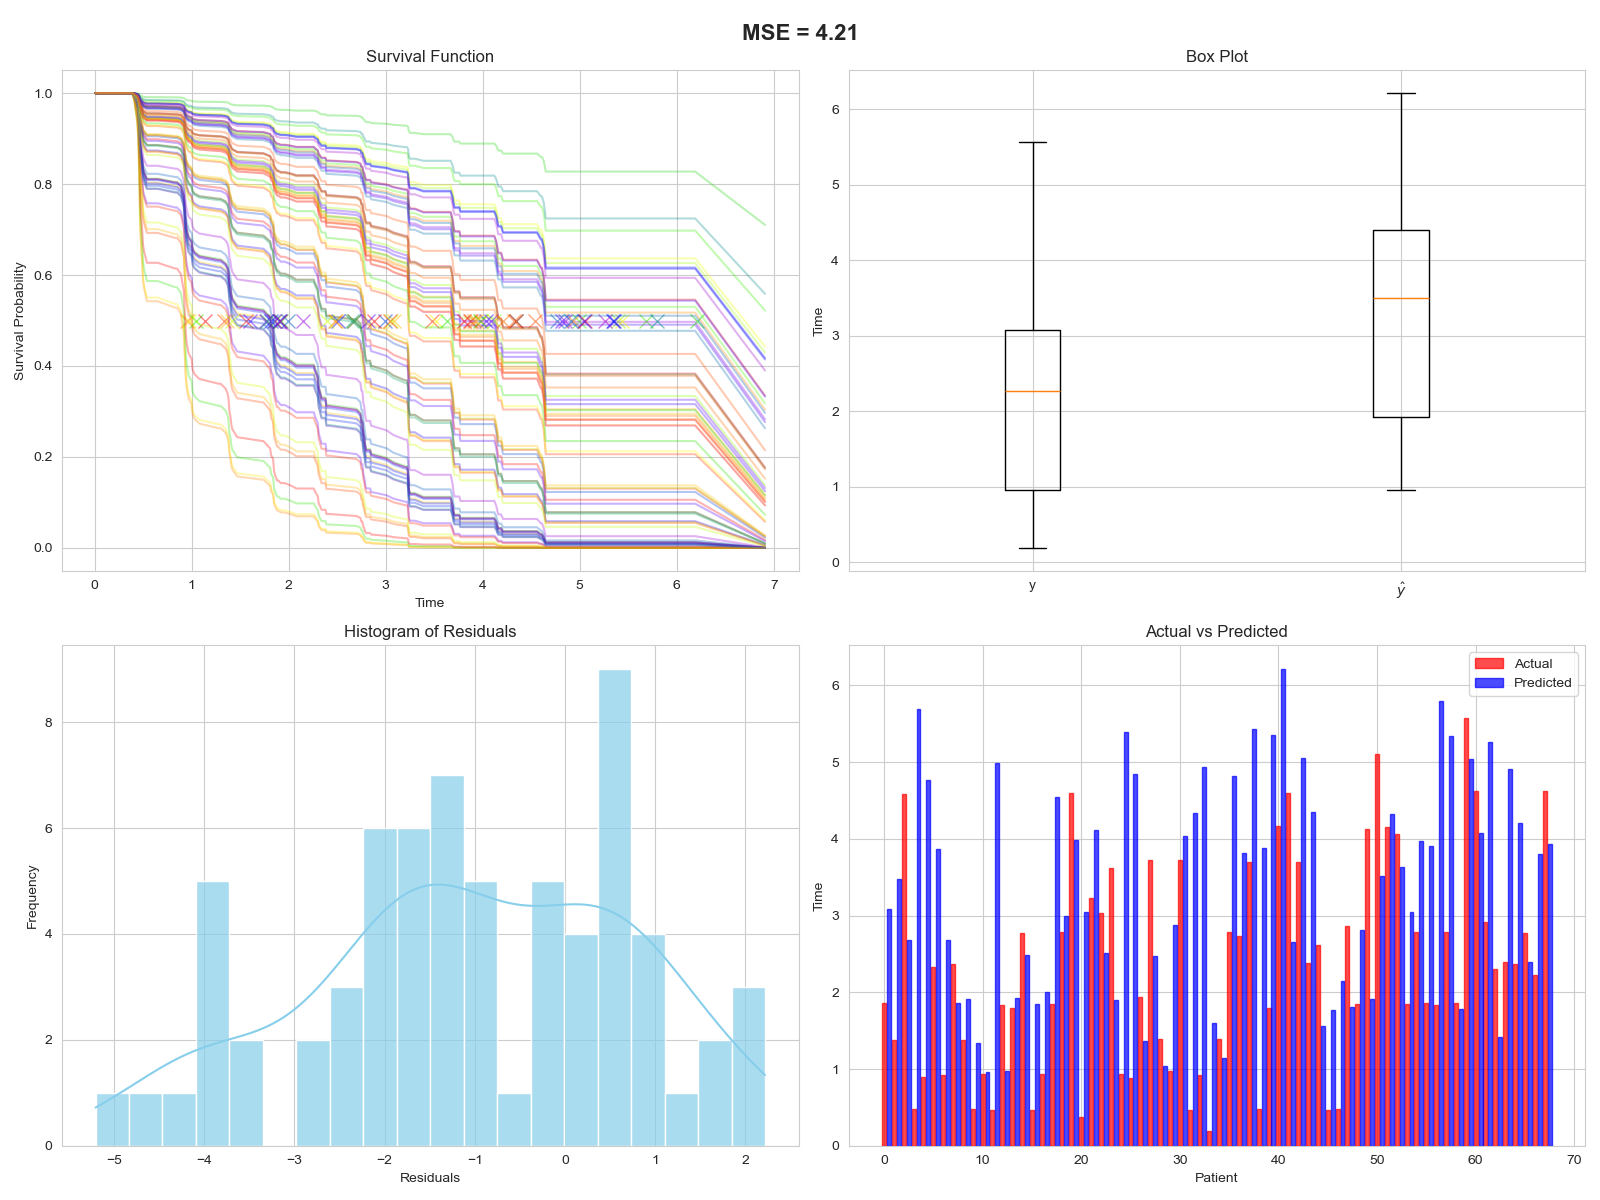 MSE = 4.21
Survival Function
Survival Probability
1.0
0.8
0.6
0.4
0.2
0.0
0 1 2 3 4 5 6 7
Time
Box Plot
Time
6
5
4
3
2
1
0
y ŷ
Histogram of Residuals
Frequency
8
6
4
2
0
−5 −4 −3 −2 −1 0 1 2
Residuals
Actual vs Predicted
Actual
Predicted
Time
6
5
4
3
2
1
0
0 10 20 30 40 50 60 70
Patient